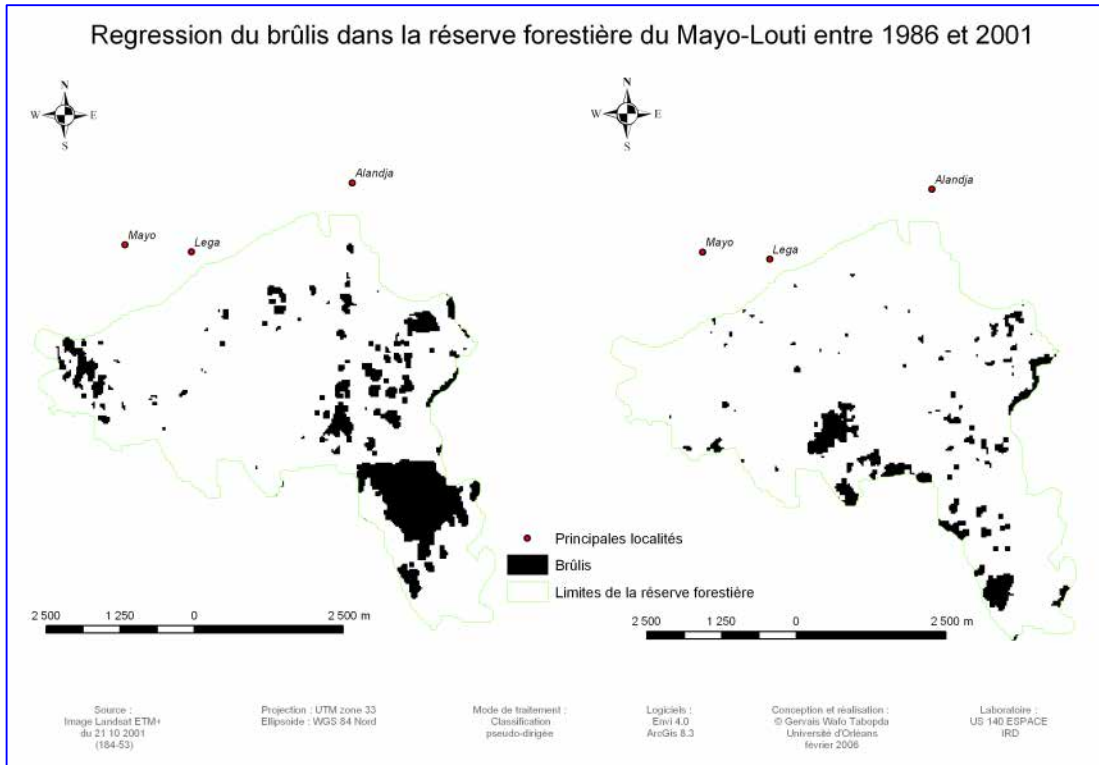 Regression du brûlis dans la réserve forestière du Mayo-Louti entre 1986 et 2001
N
W E
S
N
W E
S
Alandja
Mayo
Lega
Alandja
Mayo
Lega
Principales localités
Brûlis
Limites de la réserve forestière
2 500 1 250 0 2 500 m
2 500 1 250 0 2 500 m
Source :
Image Landsat ETM+
du 21 10 2001
(184-53)
Projection : UTM zone 33
Ellipsoide : WGS 84 Nord
Mode de traitement :
Classification
pseudo-dirigée
Logiciels :
Envi 4.0
ArcGis 8.3
Conception et réalisation :
© Gervais Wafo Tabopda
Université d'Orléans
février 2006
Laboratoire :
US 140 ESPACE
IRD